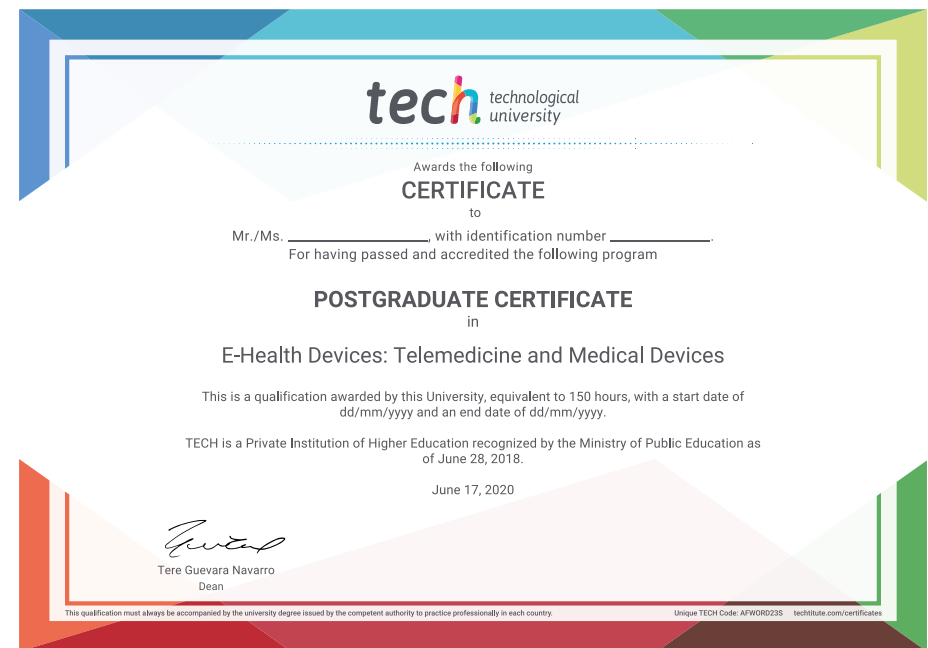 tech technological
university
Awards the following
CERTIFICATE
to
Mr./Ms. ____________, with identification number ____________.
For having passed and accredited the following program
POSTGRADUATE CERTIFICATE
in
E-Health Devices: Telemedicine and Medical Devices
This is a qualification awarded by this University, equivalent to 150 hours, with a start date of
dd/mm/yyyy and an end date of dd/mm/yyyy.
TECH is a Private Institution of Higher Education recognized by the Ministry of Public Education as
of June 28, 2018.
June 17, 2020
Tere Guevara Navarro
Dean
This qualification must always be accompanied by the university degree issued by the competent authority to practice professionally in each country. Unique TECH Code: AFWORD23S techtitute.com/certificates